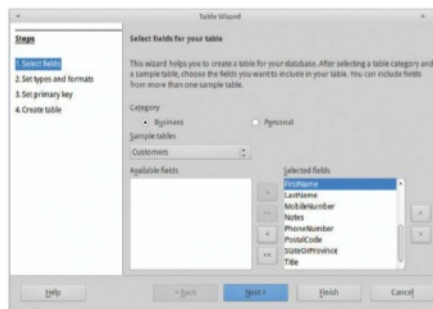 Table Wizard
Steps
1. Select fields
2. Set types and formats
3. Set primary key
4. Create table
Select fields for your table
This wizard helps you to create a table for your database. After selecting a table category and
a sample table, choose the fields you want to include in your table. You can include fields
from more than one sample table.
Category
Business
Personal
Sample tables
Customers
Available fields
Selected fields
FirstName
LastName
MobileNumber
Notes
PhoneNumber
PostalCode
StateOrProvince
Title
>
>>
<
<<
^
v
Help
< Back
Next >
Finish
Cancel